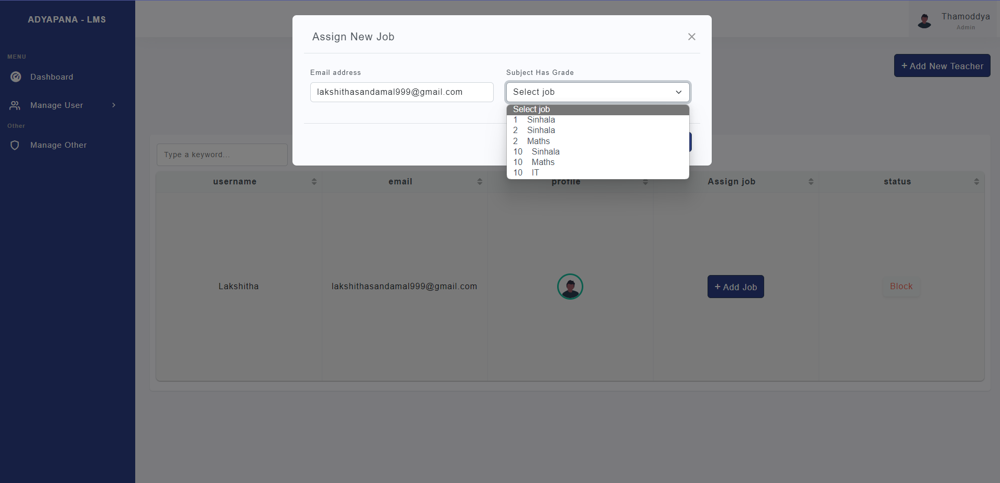 ADYAPANA - LMS
MENU
Dashboard
Manage User
Other
Manage Other
Thamoddya
Admin
+ Add New Teacher
Assign New Job
Email address
lakshithasandamal999@gmail.com
Subject Has Grade
Select job
Select job
1 Sinhala
2 Sinhala
2 Maths
10 Sinhala
10 Maths
10 IT
Type a keyword...
username email profile Assign job status
Lakshitha lakshithasandamal999@gmail.com + Add Job Block